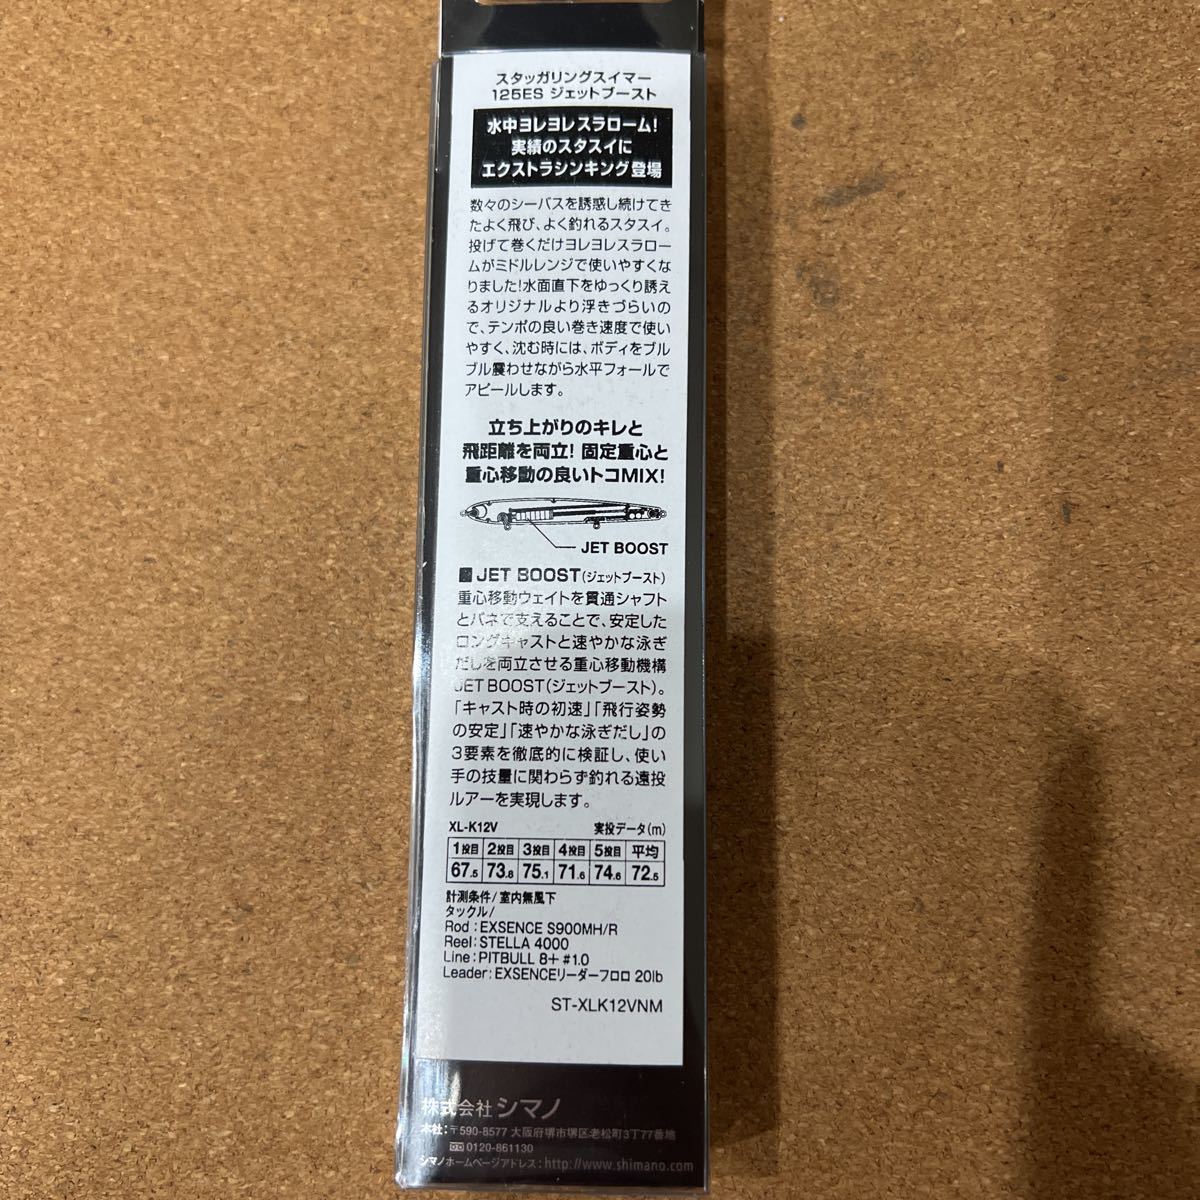 スタッガリングスイマー
125ES ジェットブースト
水中ヨレヨレスラローム!
実績のスタスイに
エクストラシンキング登場
数々のシーバスを誘惑し続けてき
たよく飛び、よく釣れるスタスイ。
投げて巻くだけヨレヨレスラロー
ムがミドルレンジで使いやすくな
りました!水面直下をゆっくり誘え
るオリジナルより浮きづらいの
で、テンポの良い巻き速度で使い
やすく、沈む時には、ボディをブル
ブル震わせながら水平フォールで
アピールします。
立ち上がりのキレと
飛距離を両立! 固定重心と
重心移動の良いトコMIX!
JET BOOST
■ JET BOOST(ジェットブースト)
重心移動ウェイトを貫通シャフト
とバネで支えることで、安定した
ロングキャストと速やかな泳ぎ
だしを両立させる重心移動機構
JET BOOST(ジェットブースト)。
「キャスト時の初速」「飛行姿勢
の安定」「速やかな泳ぎだし」の
3要素を徹底的に検証し、使い
手の技量に関わらず釣れる遠投
ルアーを実現します。
XL-K12V 実投データ(m)
1投目 2投目 3投目 4投目 5投目 平均
67.5 73.8 75.1 71.6 74.6 72.5
計測条件/室内無風下
タックル/
Rod:EXSENCE S900MH/R
Reel:STELLA 4000
Line:PITBULL 8+ #1.0
Leader:EXSENCEリーダーフロロ 20lb
ST-XLK12VNM
株式会社 シマノ
本社:〒590-8577 大阪府堺市堺区老松町3丁77番地
0120-861130
シマノホームページアドレス:http://www.shimano.com